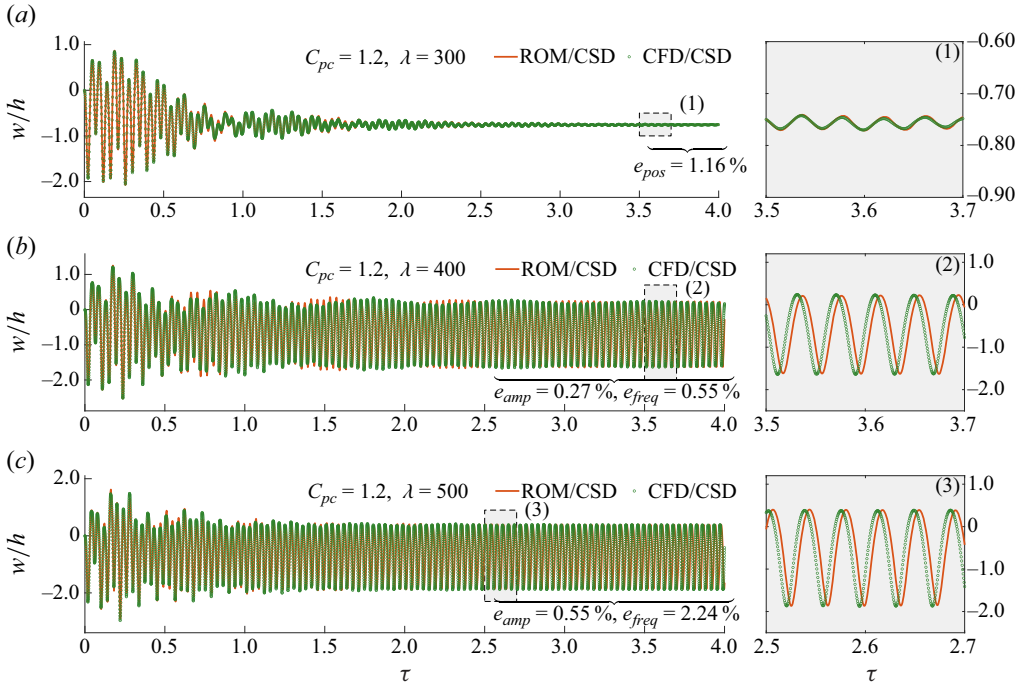 (a)
1.0
0
−1.0
−2.0
w/h
C_pc = 1.2, λ = 300
ROM/CSD
CFD/CSD
(1)
e_pos = 1.16 %
0 0.5 1.0 1.5 2.0 2.5 3.0 3.5 4.0
(1)
−0.60
−0.70
−0.80
−0.90
3.5 3.6 3.7
(b)
1.0
0
−1.0
−2.0
w/h
C_pc = 1.2, λ = 400
ROM/CSD
CFD/CSD
(2)
e_amp = 0.27 %, e_freq = 0.55 %
0 0.5 1.0 1.5 2.0 2.5 3.0 3.5 4.0
(2)
1.0
0
−1.0
−2.0
3.5 3.6 3.7
(c)
2.0
0
−2.0
w/h
C_pc = 1.2, λ = 500
ROM/CSD
CFD/CSD
(3)
e_amp = 0.55 %, e_freq = 2.24 %
0 0.5 1.0 1.5 2.0 2.5 3.0 3.5 4.0
τ
(3)
1.0
0
−1.0
−2.0
2.5 2.6 2.7
τ